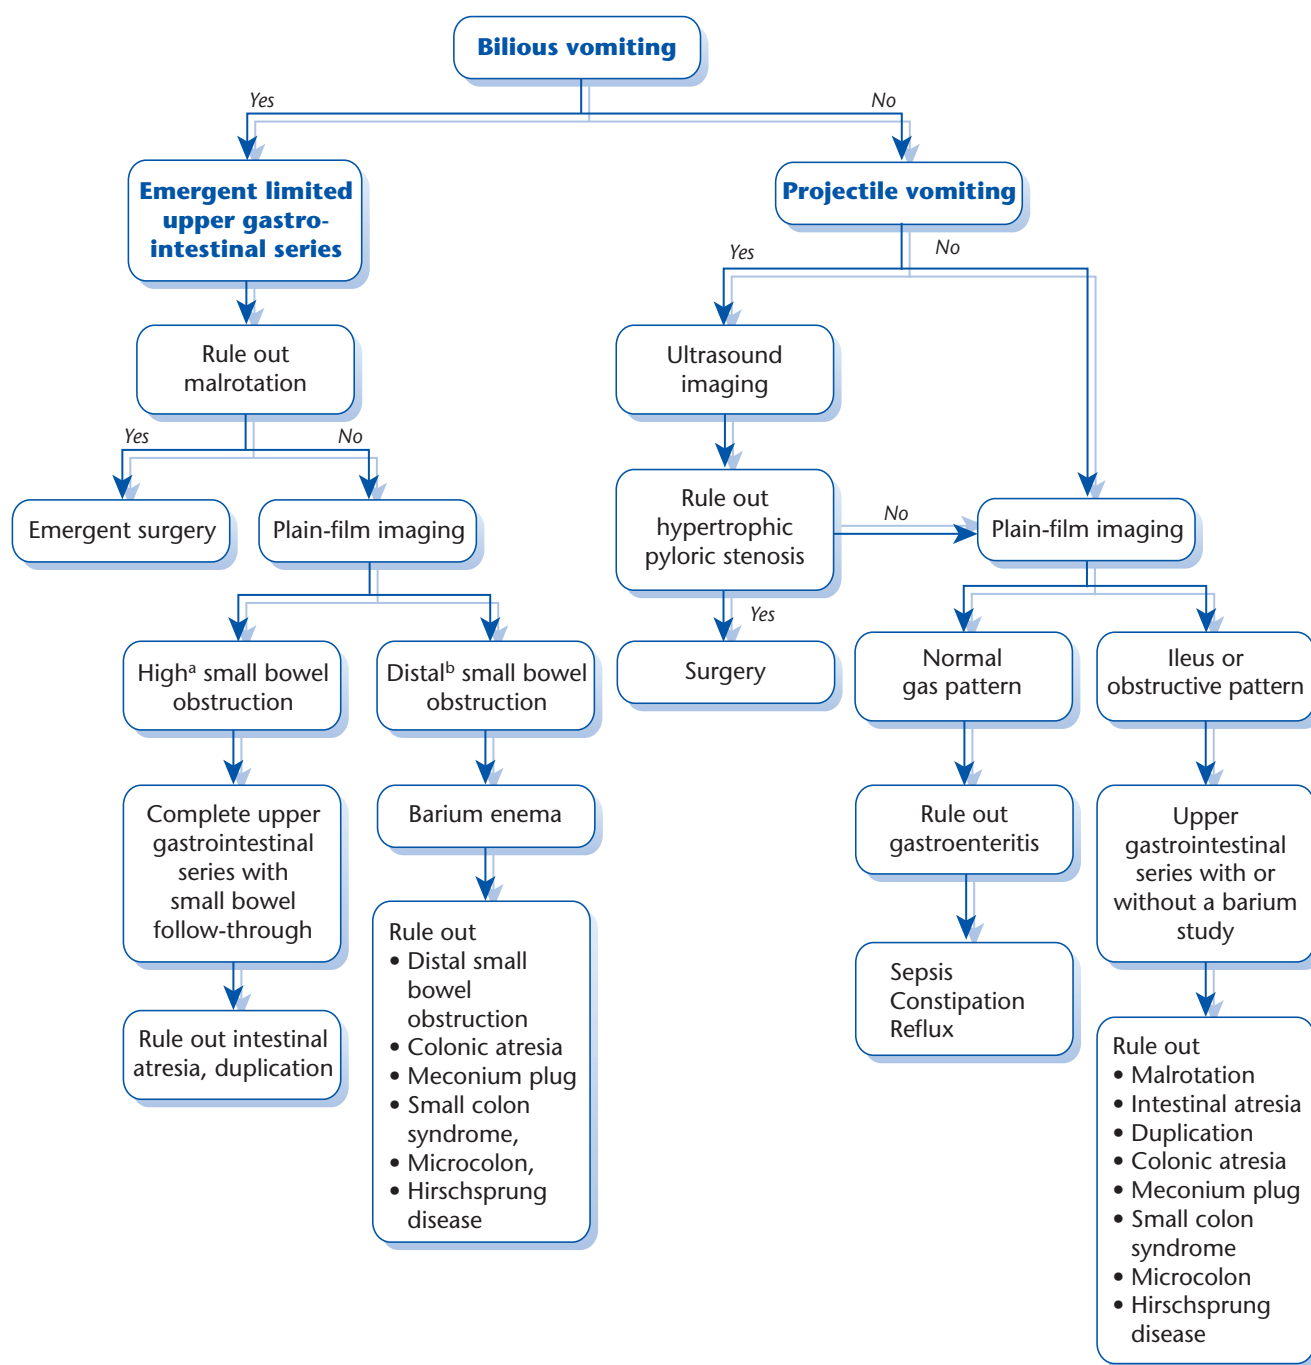 Bilious vomiting
Yes
No
Emergent limited
upper gastro-
intestinal series
Projectile vomiting
Yes
No
Rule out
malrotation
Ultrasound
imaging
Yes
No
Emergent surgery
Plain-film imaging
Rule out
hypertrophic
pyloric stenosis
No
Plain-film imaging
Yes
Higha small bowel
obstruction
Distalb small bowel
obstruction
Surgery
Normal
gas pattern
Ileus or
obstructive pattern
Complete upper
gastrointestinal
series with
small bowel
follow-through
Barium enema
Rule out
gastroenteritis
Upper
gastrointestinal
series with or
without a barium
study
Rule out intestinal
atresia, duplication
Rule out
• Distal small
bowel
obstruction
• Colonic atresia
• Meconium plug
• Small colon
syndrome,
• Microcolon,
• Hirschsprung
disease
Sepsis
Constipation
Reflux
Rule out
• Malrotation
• Intestinal atresia
• Duplication
• Colonic atresia
• Meconium plug
• Small colon
syndrome
• Microcolon
• Hirschsprung
disease